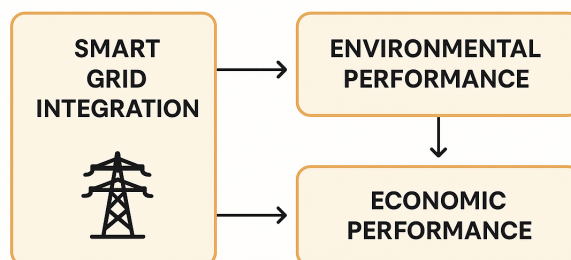 SMART
GRID
INTEGRATION
ENVIRONMENTAL
PERFORMANCE
ECONOMIC
PERFORMANCE